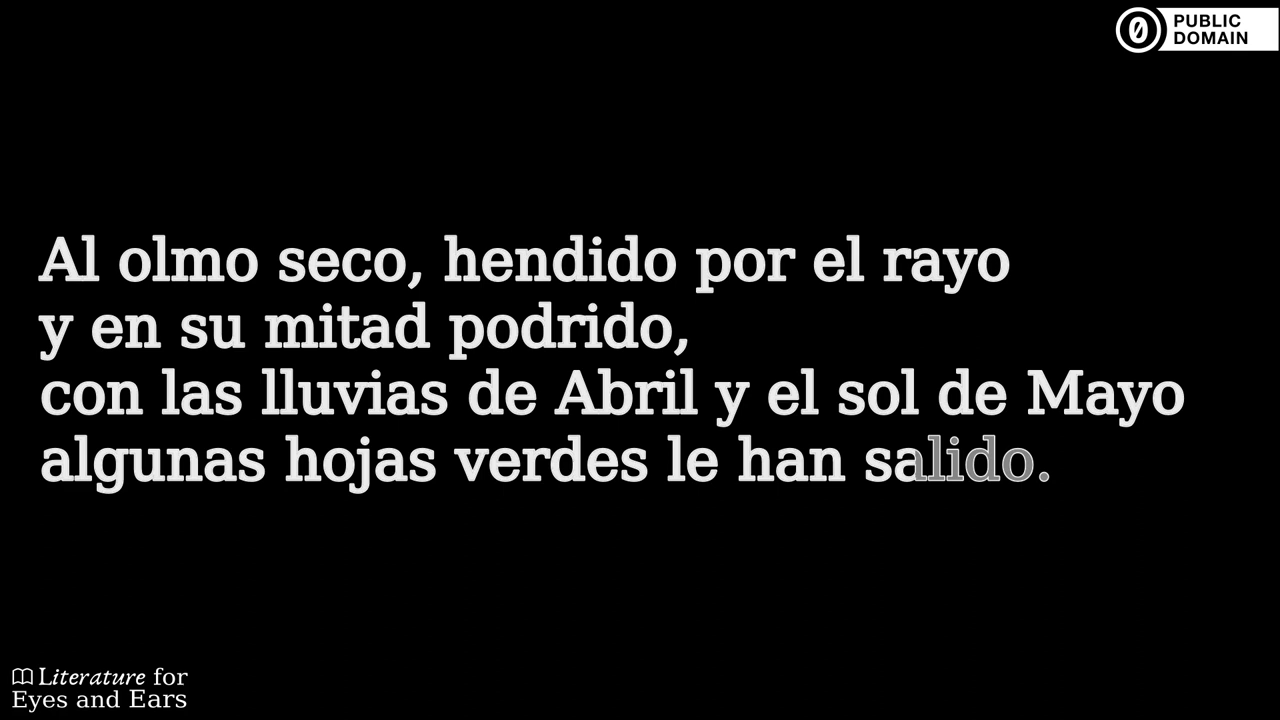 PUBLIC
DOMAIN
Al olmo seco, hendido por el rayo
y en su mitad podrido,
con las lluvias de Abril y el sol de Mayo
algunas hojas verdes le han salido.
Literature for
Eyes and Ears